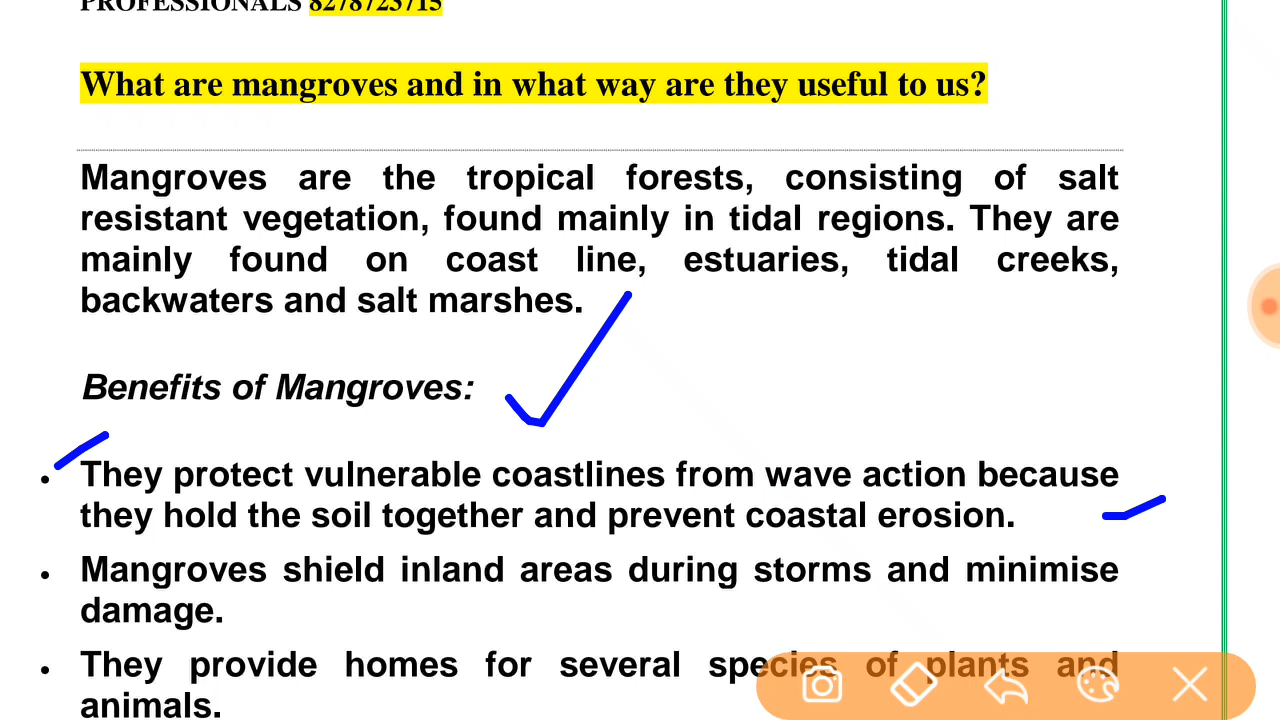 PROFESSIONALS 8278723715
What are mangroves and in what way are they useful to us?
Mangroves are the tropical forests, consisting of salt
resistant vegetation, found mainly in tidal regions. They are
mainly found on coast line, estuaries, tidal creeks,
backwaters and salt marshes.
Benefits of Mangroves:
• They protect vulnerable coastlines from wave action because
they hold the soil together and prevent coastal erosion.
• Mangroves shield inland areas during storms and minimise
damage.
• They provide homes for several species of plants and
animals.